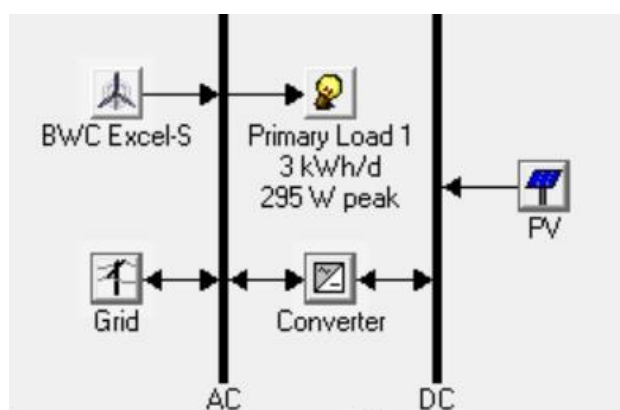 BWC Excel-S
Primary Load 1
3 kWh/d
295 W peak
PV
Grid
Converter
AC
DC